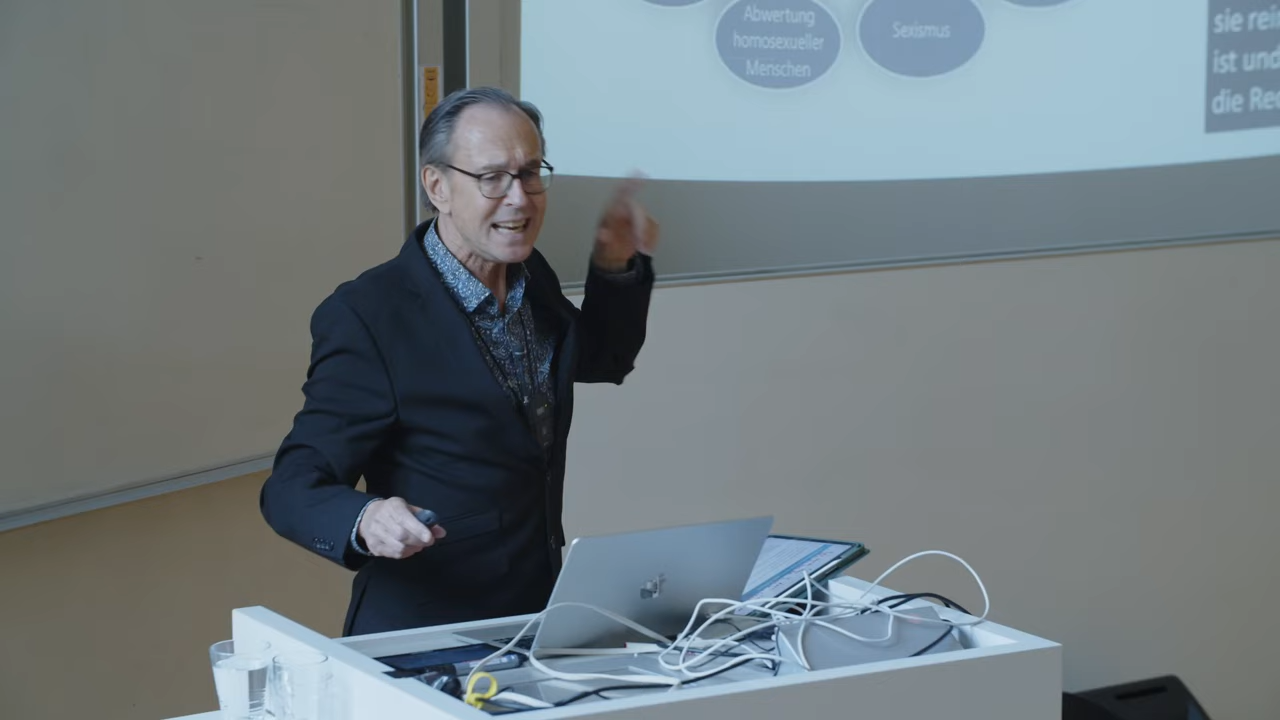 Abwertung
homosexueller
Menschen
Sexismus
sie rei
ist und
die Re